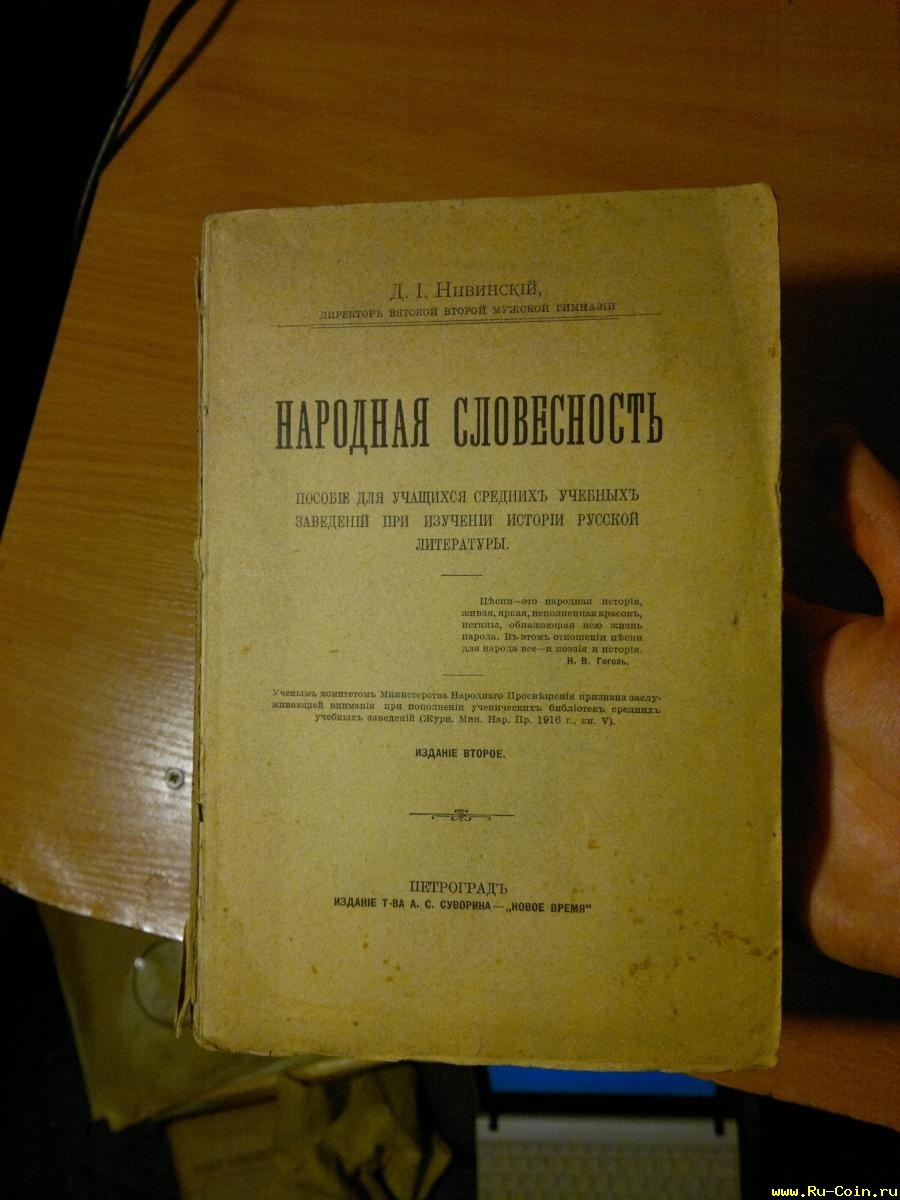 Д. І. Нивинскій,
ДИРЕКТОРЪ ВЯТСКОЙ ВТОРОЙ МУЖСКОЙ ГИМНАЗІИ
НАРОДНАЯ СЛОВЕСНОСТЬ
ПОСОБІЕ ДЛЯ УЧАЩИХСЯ СРЕДНИХЪ УЧЕБНЫХЪ
ЗАВЕДЕНІЙ ПРИ ИЗУЧЕНІИ ИСТОРІИ РУССКОЙ
ЛИТЕРАТУРЫ.
Пѣсни—это народная исторія,
живая, яркая, исполненная красокъ,
истины, обнажающая всю жизнь
народа. Въ этомъ отношеніи пѣсни
для народа все—и поэзія и исторія.
Н. В. Гоголь.
Ученымъ комитетомъ Министерства Народнаго Просвѣщенія признана заслу-
живающей вниманія при пополненіи ученическихъ библіотекъ среднихъ
учебныхъ заведеній (Журн. Мин. Нар. Пр. 1916 г., кн. V).
ИЗДАНІЕ ВТОРОЕ.
ПЕТРОГРАДЪ
ИЗДАНІЕ Т-ВА А. С. СУВОРИНА—„НОВОЕ ВРЕМЯ“
www.Ru-Coin.ru